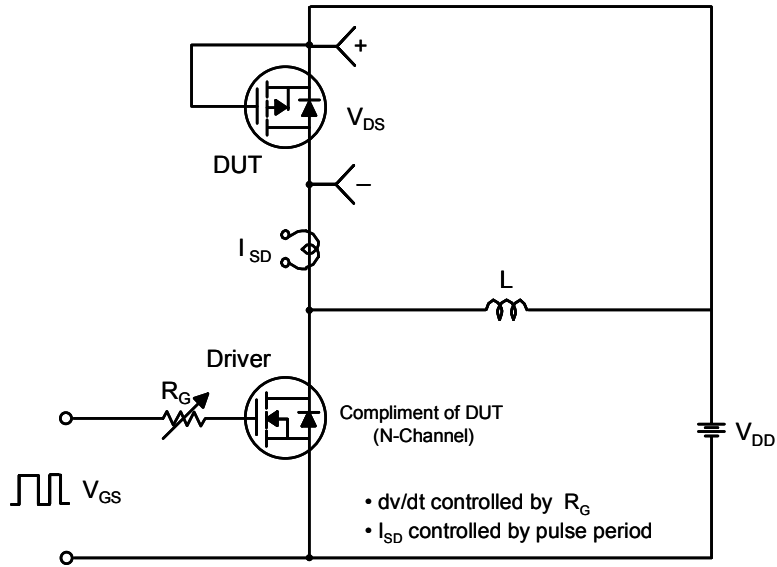 +
V_DS
DUT
–
I_SD
L
Driver
R_G
Compliment of DUT
(N-Channel)
V_DD
V_GS
• dv/dt controlled by R_G
• I_SD controlled by pulse period